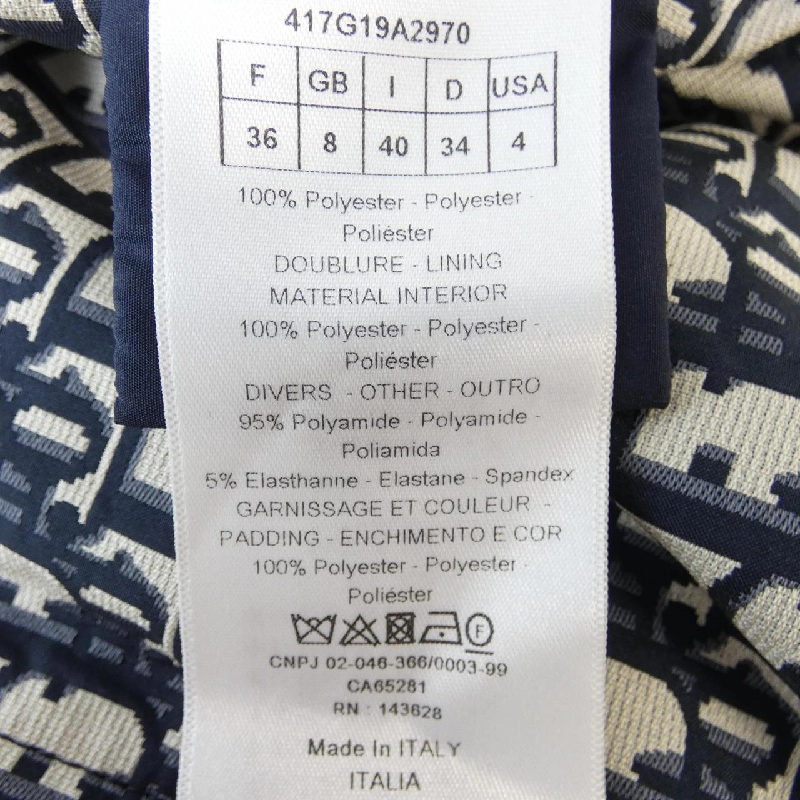 417G19A2970
F GB I D USA
36 8 40 34 4
100% Polyester - Polyester -
Poliéster
DOUBLURE - LINING
MATERIAL INTERIOR
100% Polyester - Polyester -
Poliéster
DIVERS - OTHER - OUTRO
95% Polyamide - Polyamide -
Poliamida
5% Elasthanne - Elastane - Spandex
GARNISSAGE ET COULEUR -
PADDING - ENCHIMENTO E COR
100% Polyester - Polyester -
Poliéster
F
CNPJ 02-046-366/0003-99
CA65281
RN : 143628
Made In ITALY
ITALIA